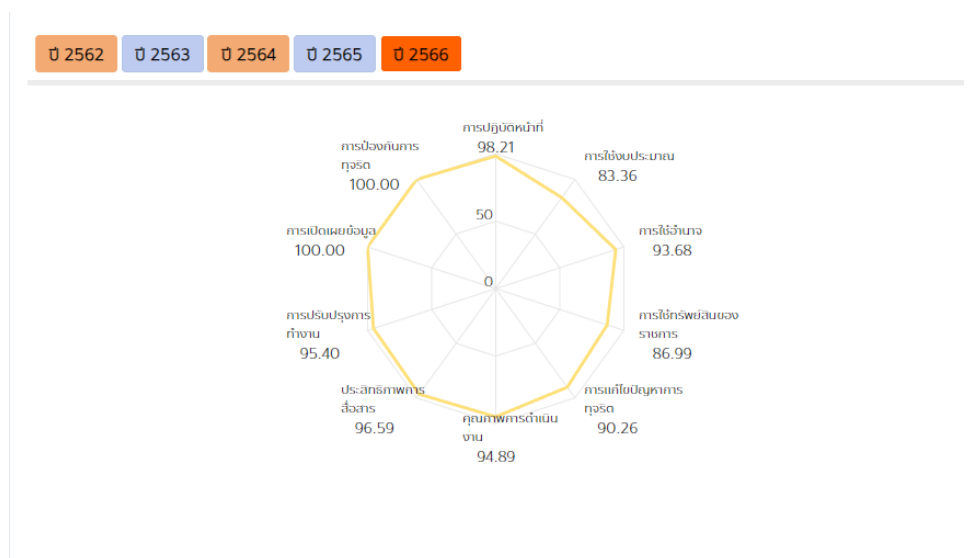 ปี 2562 ปี 2563 ปี 2564 ปี 2565 ปี 2566
การปฏิบัติหน้าที่
98.21
การใช้งบประมาณ
83.36
การใช้อำนาจ
93.68
การใช้ทรัพย์สินของ
ราชการ
86.99
การแก้ไขปัญหาการ
ทุจริต
90.26
คุณภาพการดำเนิน
งาน
94.89
ประสิทธิภาพการ
สื่อสาร
96.59
การปรับปรุงการ
ทำงาน
95.40
การเปิดเผยข้อมูล
100.00
การป้องกันการ
ทุจริต
100.00
50
0